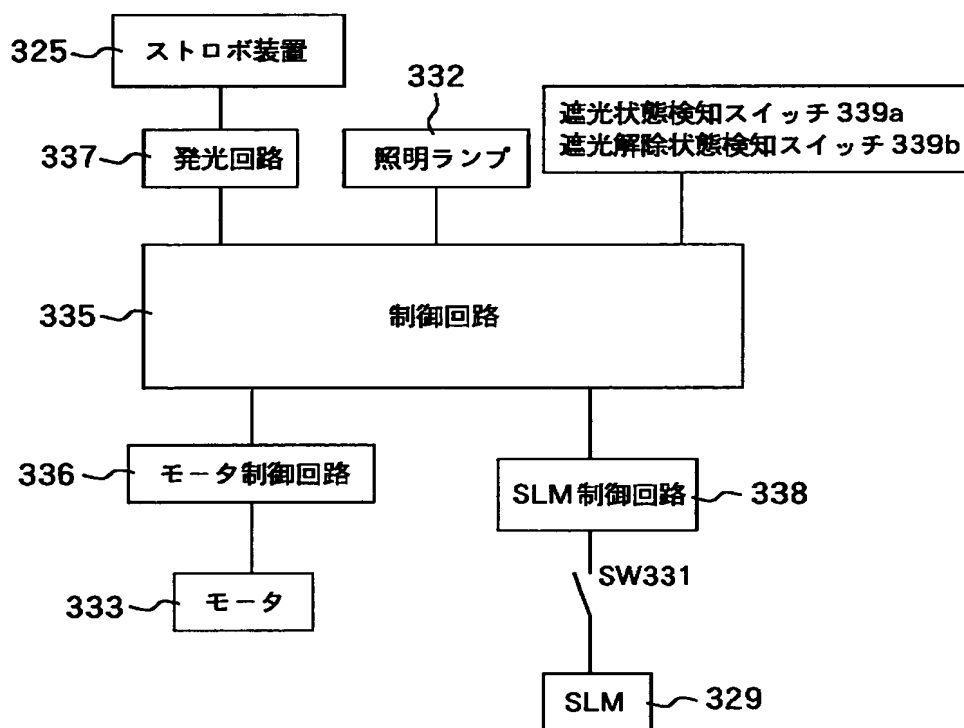 325
ストロボ装置
332
遮光状態検知スイッチ 339a
遮光解除状態検知スイッチ 339b
337
発光回路
照明ランプ
335
制御回路
336
モータ制御回路
SLM制御回路
338
SW331
333
モータ
SLM
329